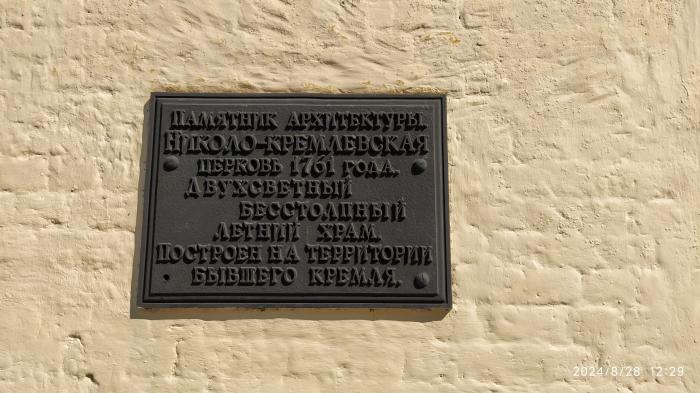 ПАМЯТНИК АРХИТЕКТУРЫ
НИКОЛО-КРЕМЛЕВСКАЯ
ЦЕРКОВЬ 1761 ГОДА.
ДВУХСВЕТНЫЙ
БЕССТОЛПНЫЙ
ЛЕТНИЙ ХРАМ.
ПОСТРОЕН НА ТЕРРИТОРИИ
БЫВШЕГО КРЕМЛЯ.
2024/8/28 12:29